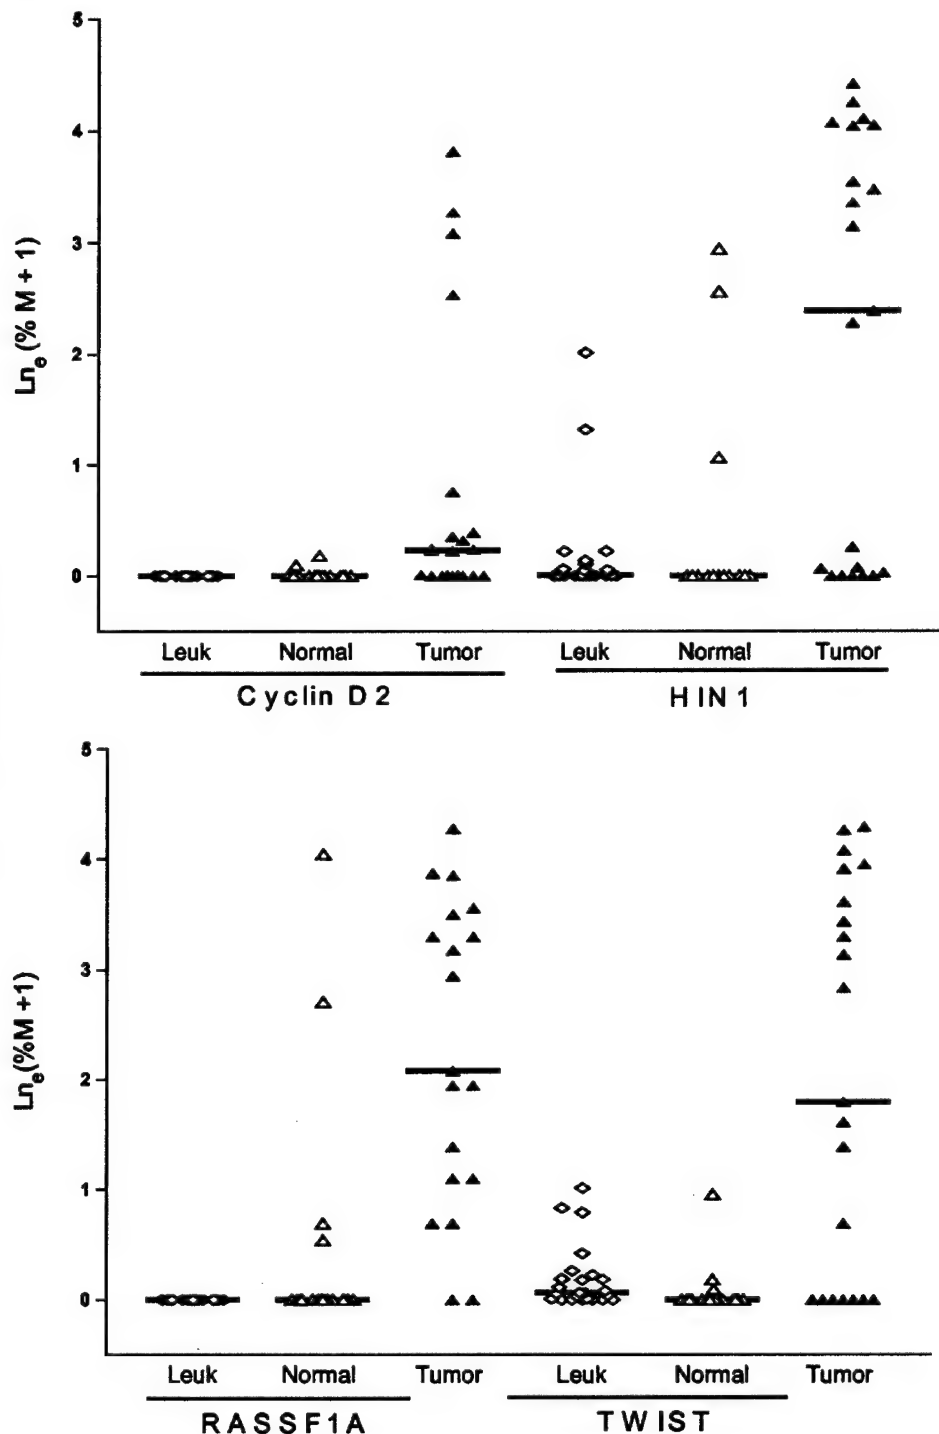 5
4
3
2
1
0
Lnₑ(% M + 1)
Leuk Normal Tumor Leuk Normal Tumor
Cyclin D2 HIN1
5
4
3
2
1
0
Lnₑ(%M +1)
Leuk Normal Tumor Leuk Normal Tumor
RASSF1A TWIST